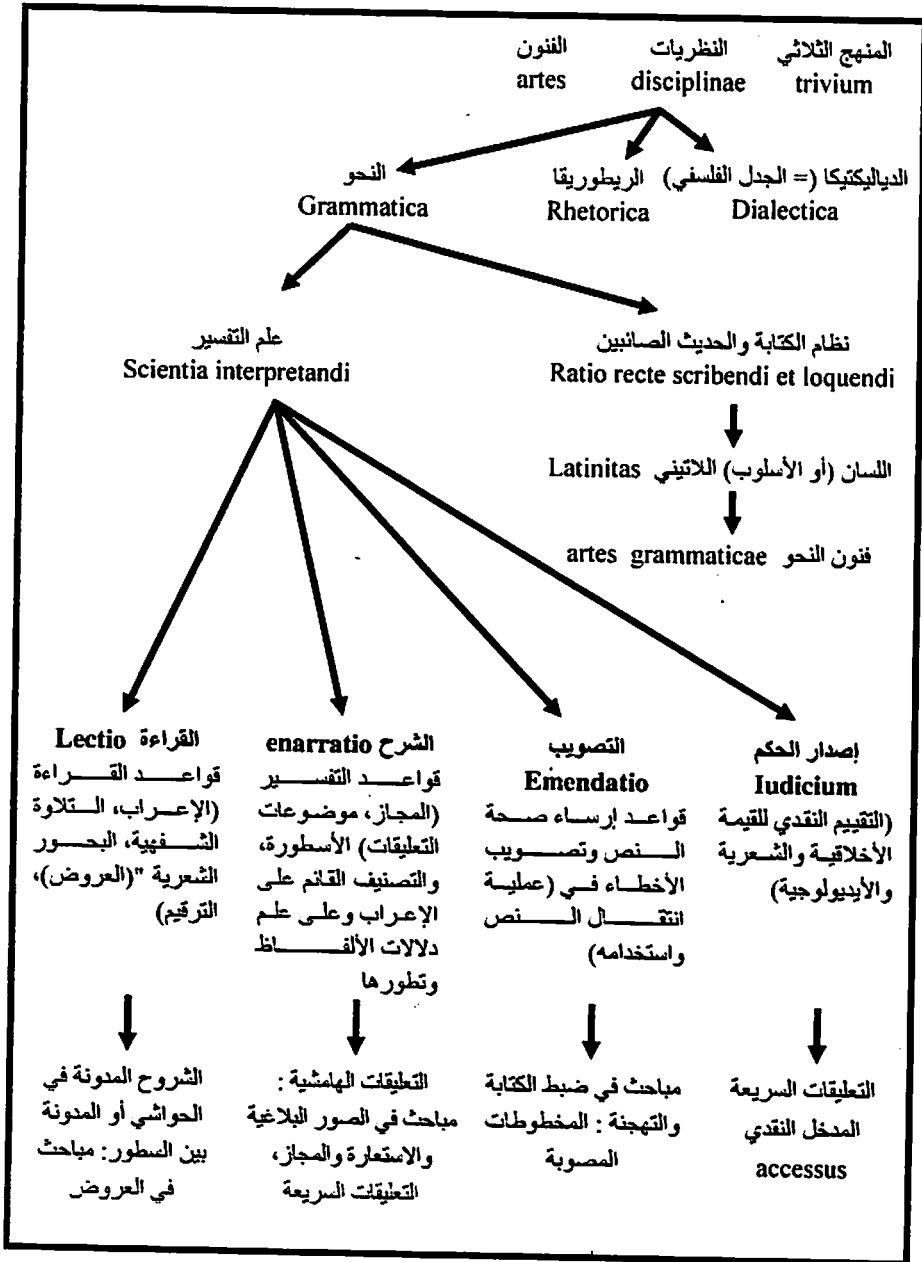 المنهج الثلاثي النظريات الفنون
trivium disciplinae artes
الدياليكتيكا (= الجدل الفلسفي) الريطوريقا النحو
Dialectica Rhetorica Grammatica
نظام الكتابة والحديث الصائبين
Ratio recte scribendi et loquendi
اللسان (أو الأسلوب) اللاتيني Latinitas
فنون النحو artes grammaticae
علم التفسير
Scientia interpretandi
إصدار الحكم
Iudicium
(التقييم النقدي للقيمة
الأخلاقية والشعرية
والأيديولوجية)
التعليقات السريعة
المدخل النقدي
accessus
التصويب
Emendatio
قواعد إرساء صحة
النص وتصويب
الأخطاء في (عملية
انتقال النص
واستخدامه)
مباحث في ضبط الكتابة
والتهجئة : المخطوطات
المصوبة
الشرح enarratio
قواعد التفسير
(المجاز، موضوعات
التعليقات) الأسطورة،
والتصنيف القائم على
الإعراب وعلى علم
دلالات الألفاظ
وتطورها
التعليقات الهامشية :
مباحث في الصور البلاغية
والاستعارة والمجاز،
التعليقات السريعة
القراءة Lectio
قواعد القراءة
(الإعراب، التلاوة
الشفهية، البحور
الشعرية "(العروض)،
الترقيم)
الشروح المدونة في
الحواشي أو المدونة
بين السطور: مباحث
في العروض